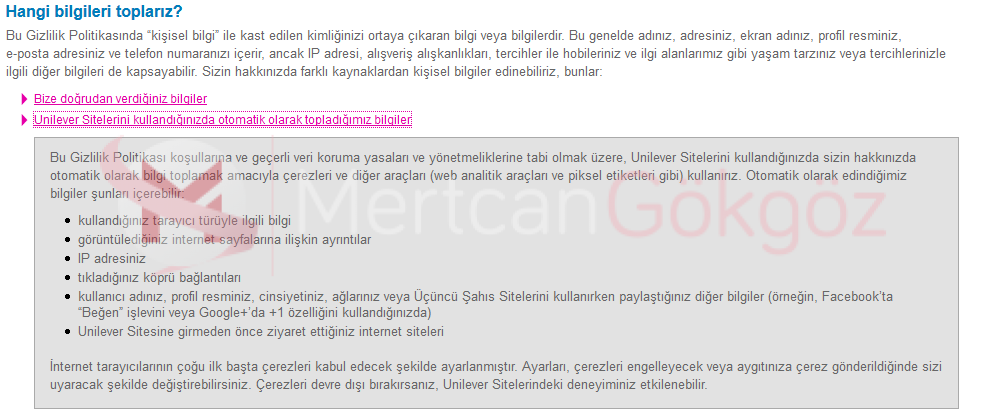 Hangi bilgileri toplarız?
Bu Gizlilik Politikasında “kişisel bilgi” ile kast edilen kimliğinizi ortaya çıkaran bilgi veya bilgilerdir. Bu genelde adınız, adresiniz, ekran adınız, profil resminiz,
e-posta adresiniz ve telefon numaranızı içerir, ancak IP adresi, alışveriş alışkanlıkları, tercihler ile hobileriniz ve ilgi alanlarımız gibi yaşam tarzınız veya tercihlerinizle
ilgili diğer bilgileri de kapsayabilir. Sizin hakkınızda farklı kaynaklardan kişisel bilgiler edinebiliriz, bunlar:
Bize doğrudan verdiğiniz bilgiler
Unilever Sitelerini kullandığınızda otomatik olarak topladığımız bilgiler
Bu Gizlilik Politikası koşullarına ve geçerli veri koruma yasaları ve yönetmeliklerine tabi olmak üzere, Unilever Sitelerini kullandığınızda sizin hakkınızda
otomatik olarak bilgi toplamak amacıyla çerezleri ve diğer araçları (web analitik araçları ve piksel etiketleri gibi) kullanırız. Otomatik olarak edindiğimiz
bilgiler şunları içerebilir:
• kullandığınız tarayıcı türüyle ilgili bilgi
• görüntülediğiniz internet sayfalarına ilişkin ayrıntılar
• IP adresiniz
• tıkladığınız köprü bağlantıları
• kullanıcı adınız, profil resminiz, cinsiyetiniz, ağlarınız veya Üçüncü Şahıs Sitelerini kullanırken paylaştığınız diğer bilgiler (örneğin, Facebook’ta
“Beğen” işlevini veya Google+’da +1 özelliğini kullandığınızda)
• Unilever Sitesine girmeden önce ziyaret ettiğiniz internet siteleri
İnternet tarayıcılarının çoğu ilk başta çerezleri kabul edecek şekilde ayarlanmıştır. Ayarları, çerezleri engelleyecek veya aygıtınıza çerez gönderildiğinde sizi
uyaracak şekilde değiştirebilirsiniz. Çerezleri devre dışı bırakırsanız, Unilever Sitelerindeki deneyiminiz etkilenebilir.
MertcanGökgöz